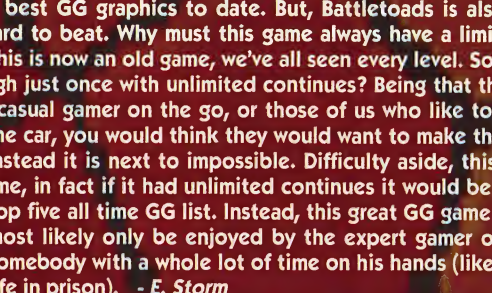 best GG graphics to date. But, Battletoads is als
rd to beat. Why must this game always have a limi
his is now an old game, we've all seen every level. So
gh just once with unlimited continues? Being that th
casual gamer on the go, or those of us who like to
he car, you would think they would want to make th
nstead it is next to impossible. Difficulty aside, this
me, in fact if it had unlimited continues it would be
op five all time GG list. Instead, this great GG game
nost likely only be enjoyed by the expert gamer o
omebody with a whole lot of time on his hands (like
fe in prison). - E. Storm